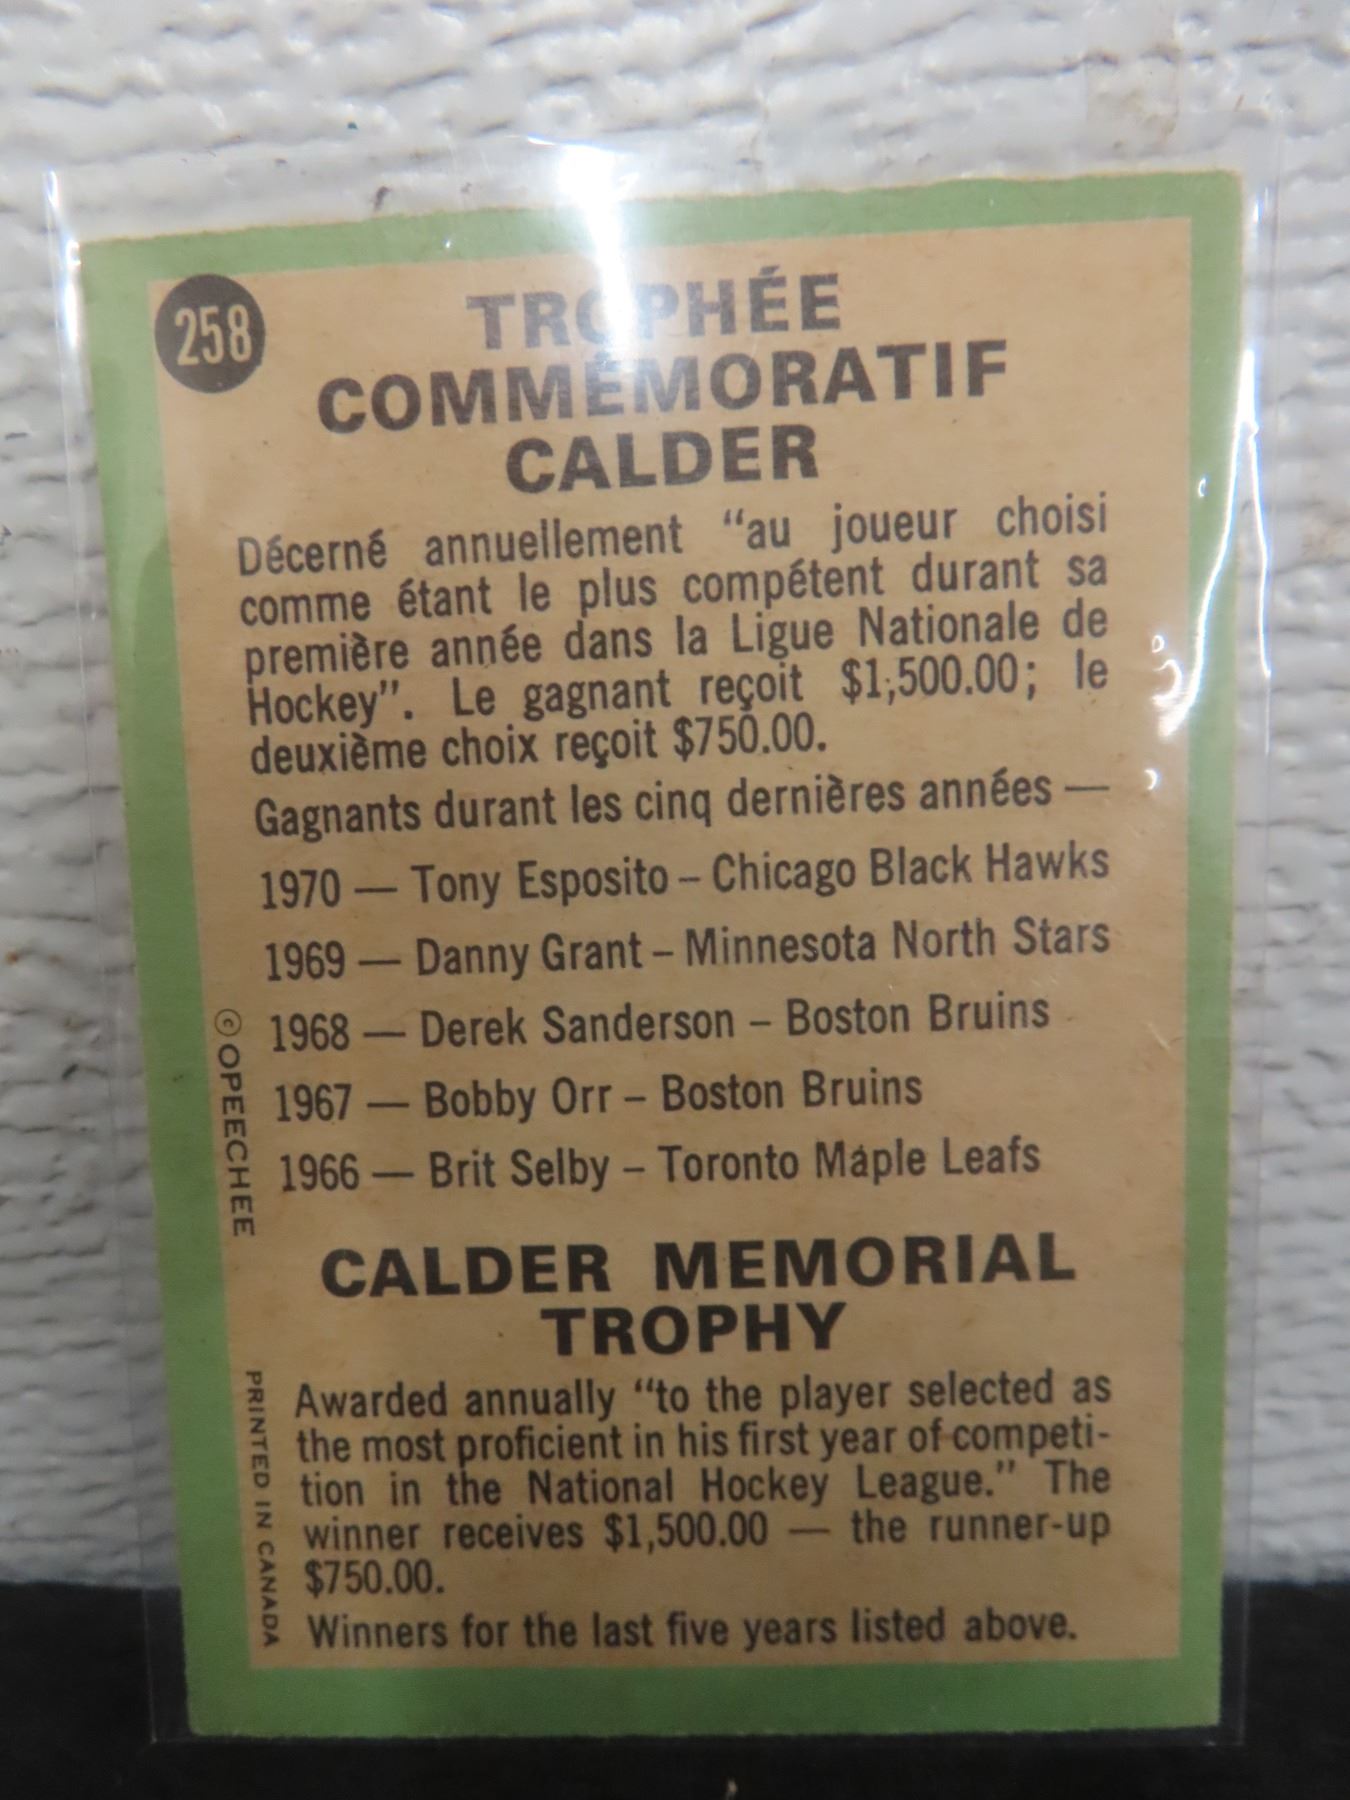 258
TROPHÉE
COMMÉMORATIF
CALDER
Décerné annuellement “au joueur choisi
comme étant le plus compétent durant sa
première année dans la Ligue Nationale de
Hockey”. Le gagnant reçoit $1,500.00; le
deuxième choix reçoit $750.00.
Gagnants durant les cinq dernières années —
1970 — Tony Esposito – Chicago Black Hawks
1969 — Danny Grant – Minnesota North Stars
1968 — Derek Sanderson – Boston Bruins
1967 — Bobby Orr – Boston Bruins
1966 — Brit Selby – Toronto Maple Leafs
CALDER MEMORIAL
TROPHY
Awarded annually “to the player selected as
the most proficient in his first year of competi-
tion in the National Hockey League.” The
winner receives $1,500.00 — the runner-up
$750.00.
Winners for the last five years listed above.
© OPEECHEE
PRINTED IN CANADA